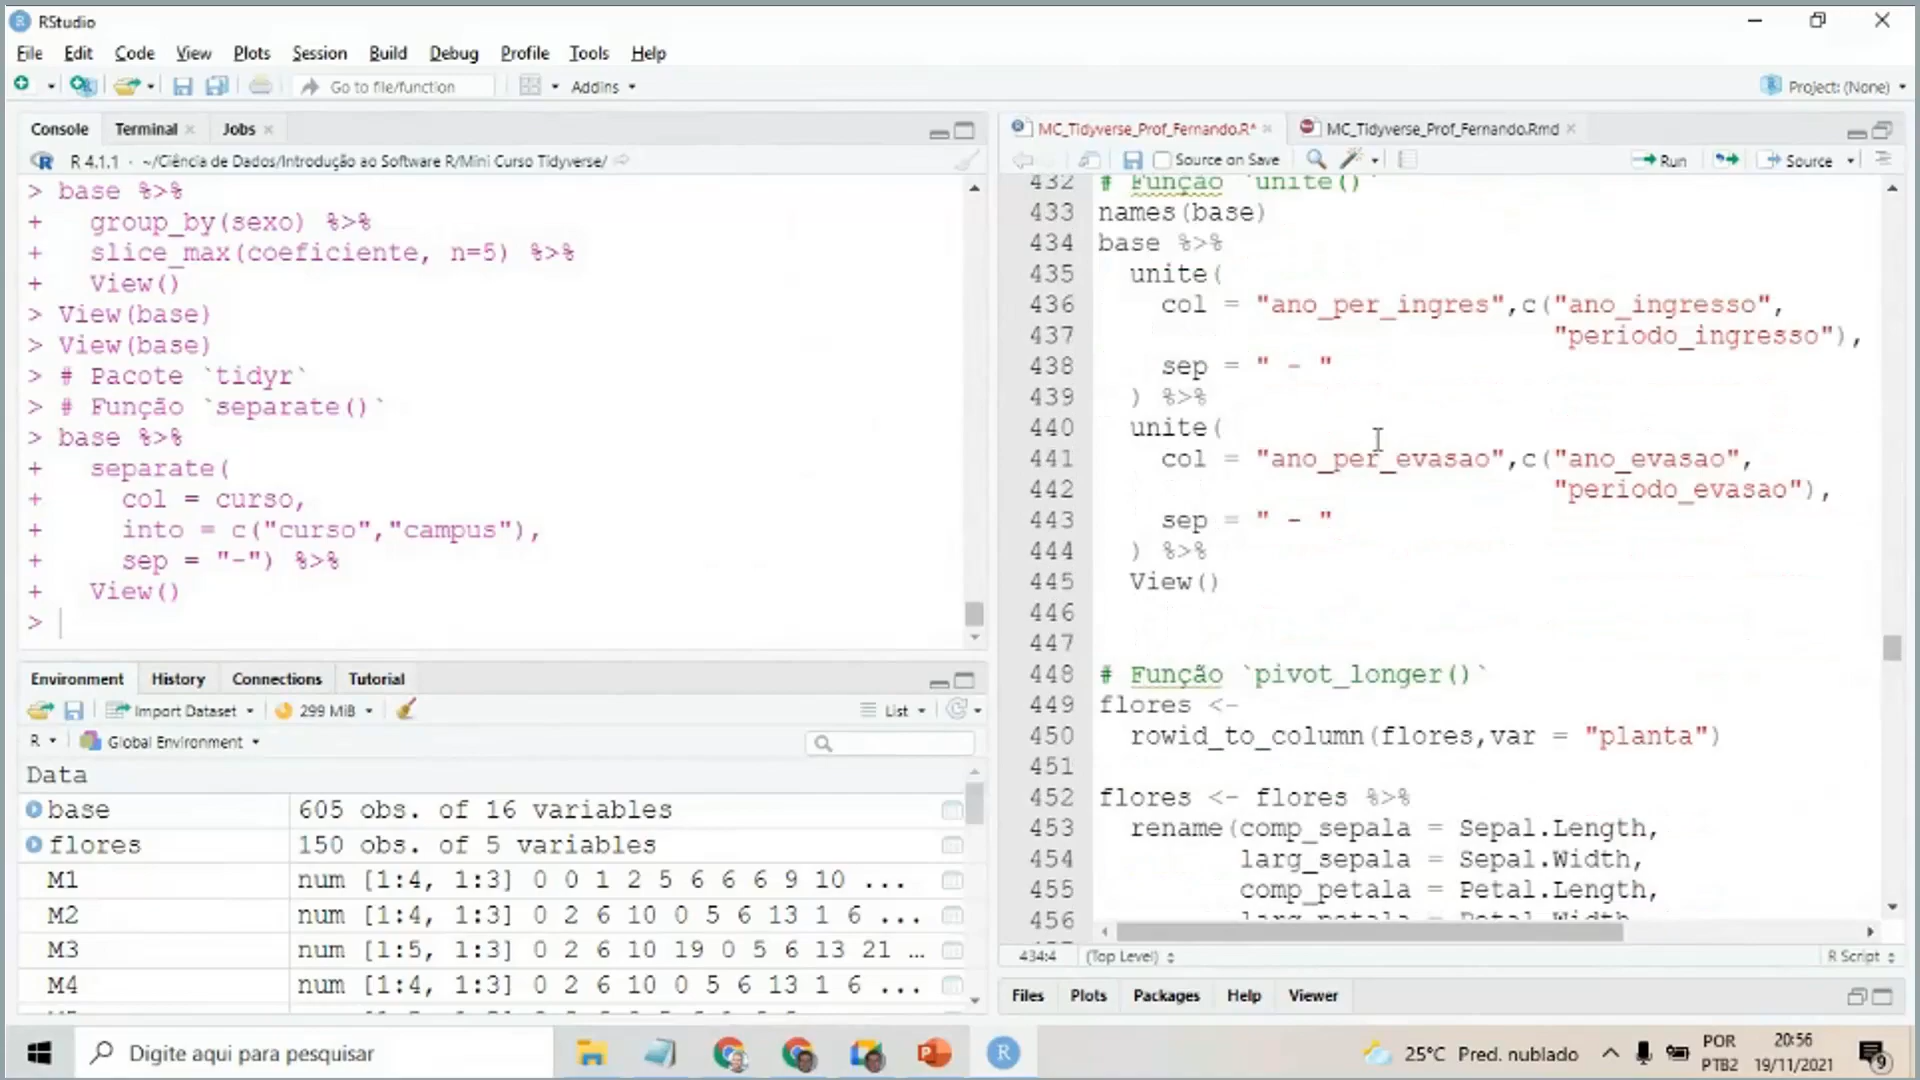 RStudio
File Edit Code View Plots Session Build Debug Profile Tools Help
Go to file/function Addins Project: (None)
Console Terminal Jobs
R 4.1.1 · ~/Ciência de Dados/Introdução ao Software R/Mini Curso Tidyverse/
> base %>%
+ group_by(sexo) %>%
+ slice_max(coeficiente, n=5) %>%
+ View()
> View(base)
> View(base)
> # Pacote `tidyr`
> # Função `separate()`
> base %>%
+ separate(
+ col = curso,
+ into = c("curso","campus"),
+ sep = "-") %>%
+ View()
>
Environment History Connections Tutorial
Import Dataset 299 MiB List
R Global Environment
Data
base 605 obs. of 16 variables
flores 150 obs. of 5 variables
M1 num [1:4, 1:3] 0 0 1 2 5 6 6 6 9 10 ...
M2 num [1:4, 1:3] 0 2 6 10 0 5 6 13 1 6 ...
M3 num [1:5, 1:3] 0 2 6 10 19 0 5 6 13 21 ...
M4 num [1:4, 1:3] 0 2 6 10 0 5 6 13 1 6 ...
MC_Tidyverse_Prof_Fernando.R* MC_Tidyverse_Prof_Fernando.Rmd
Source on Save Run Source
432 # Função `unite()`
433 names(base)
434 base %>%
435 unite(
436 col = "ano_per_ingres",c("ano_ingresso",
437 "periodo_ingresso"),
438 sep = " - "
439 ) %>%
440 unite(
441 col = "ano_per_evasao",c("ano_evasao",
442 "periodo_evasao"),
443 sep = " - "
444 ) %>%
445 View()
446
447
448 # Função `pivot_longer()`
449 flores <-
450 rowid_to_column(flores,var = "planta")
451
452 flores <- flores %>%
453 rename(comp_sepala = Sepal.Length,
454 larg_sepala = Sepal.Width,
455 comp_petala = Petal.Length,
456 larg_petala = Petal.Width
434:4 (Top Level) R Script
Files Plots Packages Help Viewer
Digite aqui para pesquisar
25°C Pred. nublado
POR
PTB2
20:56
19/11/2021
9